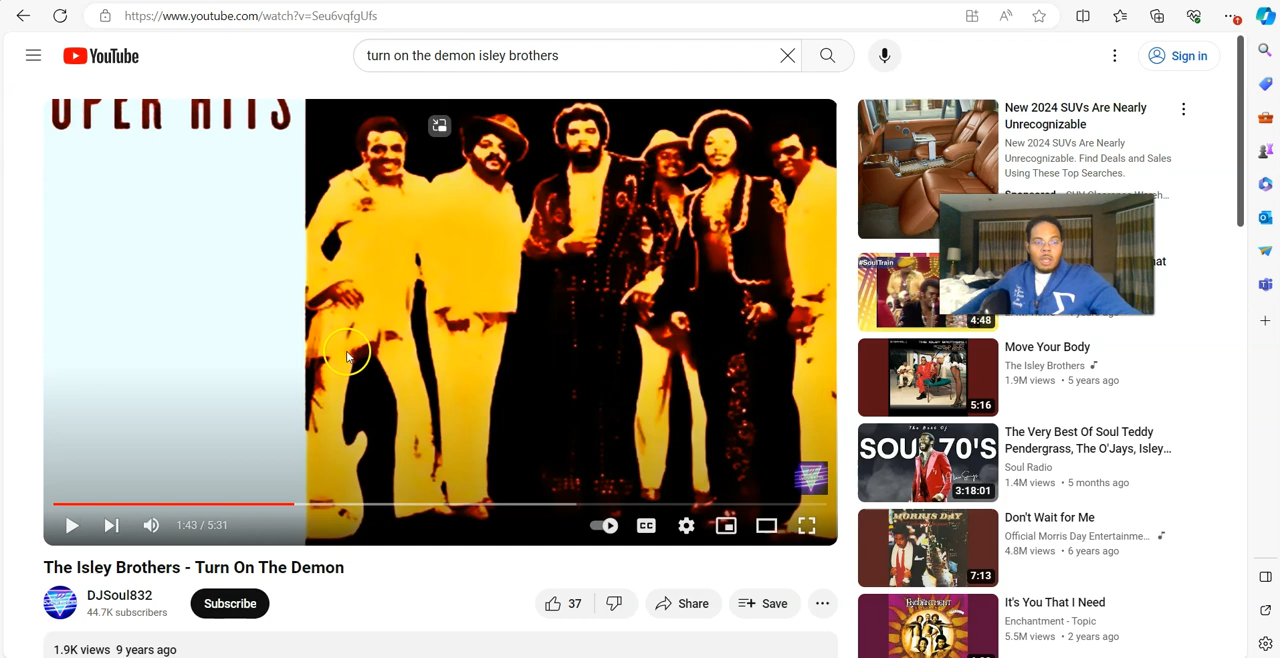 https://www.youtube.com/watch?v=Seu6vqfgUfs
YouTube
turn on the demon isley brothers
Sign in
UPER HITS
1:43 / 5:31
CC
The Isley Brothers - Turn On The Demon
DJSoul832
44.7K subscribers
Subscribe
37
Share
Save
1.9K views 9 years ago
New 2024 SUVs Are Nearly
Unrecognizable
New 2024 SUVs Are Nearly
Unrecognizable. Find Deals and Sales
Using These Top Searches.
#SoulTrain
4:48
Move Your Body
The Isley Brothers
1.9M views • 5 years ago
5:16
The Best Of
SOUL 70'S
3:18:01
The Very Best Of Soul Teddy
Pendergrass, The O'Jays, Isley...
Soul Radio
1.4M views • 5 months ago
MORRIS DAY
7:13
Don't Wait for Me
Official Morris Day Entertainme...
4.8M views • 6 years ago
ENCHANTMENT
It's You That I Need
Enchantment - Topic
5.5M views • 2 years ago